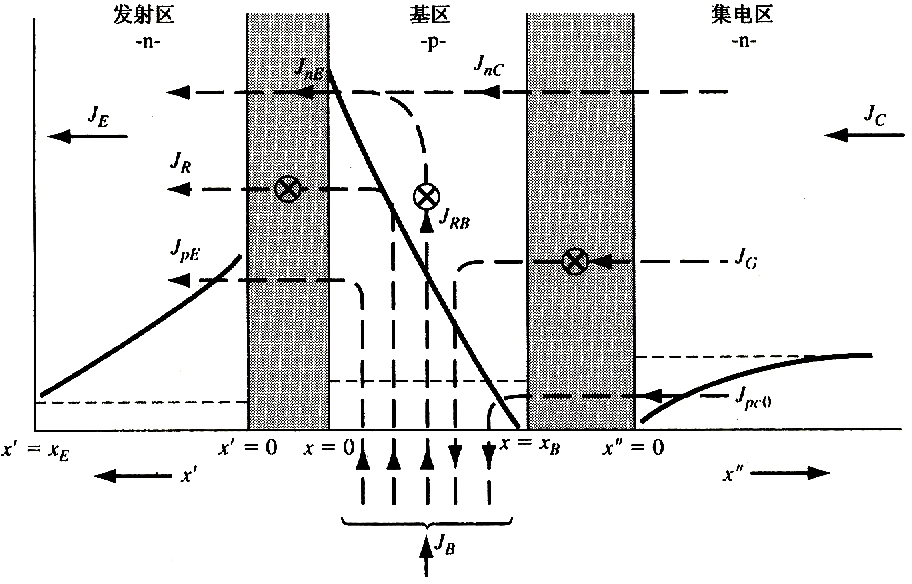 发射区
-n-
基区
-p-
集电区
-n-
J_nE
J_nC
J_E
J_C
J_R
J_RB
J_pE
J_G
J_pc0
x' = x_E
x' = 0
x = 0
x = x_B
x" = 0
x'
x"
J_B